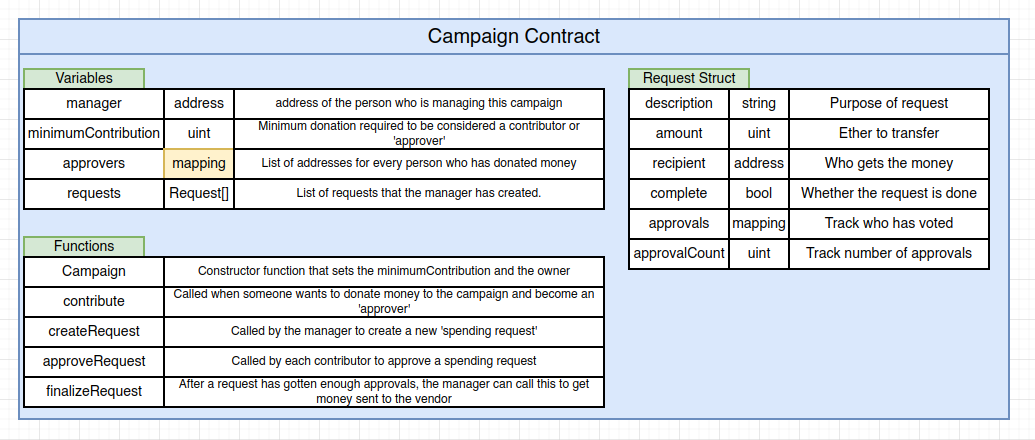 Campaign Contract
Variables
manager address address of the person who is managing this campaign
minimumContribution uint Minimum donation required to be considered a contributor or
'approver'
approvers mapping List of addresses for every person who has donated money
requests Request[] List of requests that the manager has created.
Functions
Campaign Constructor function that sets the minimumContribution and the owner
contribute Called when someone wants to donate money to the campaign and become an
'approver'
createRequest Called by the manager to create a new 'spending request'
approveRequest Called by each contributor to approve a spending request
finalizeRequest After a request has gotten enough approvals, the manager can call this to get
money sent to the vendor
Request Struct
description string Purpose of request
amount uint Ether to transfer
recipient address Who gets the money
complete bool Whether the request is done
approvals mapping Track who has voted
approvalCount uint Track number of approvals